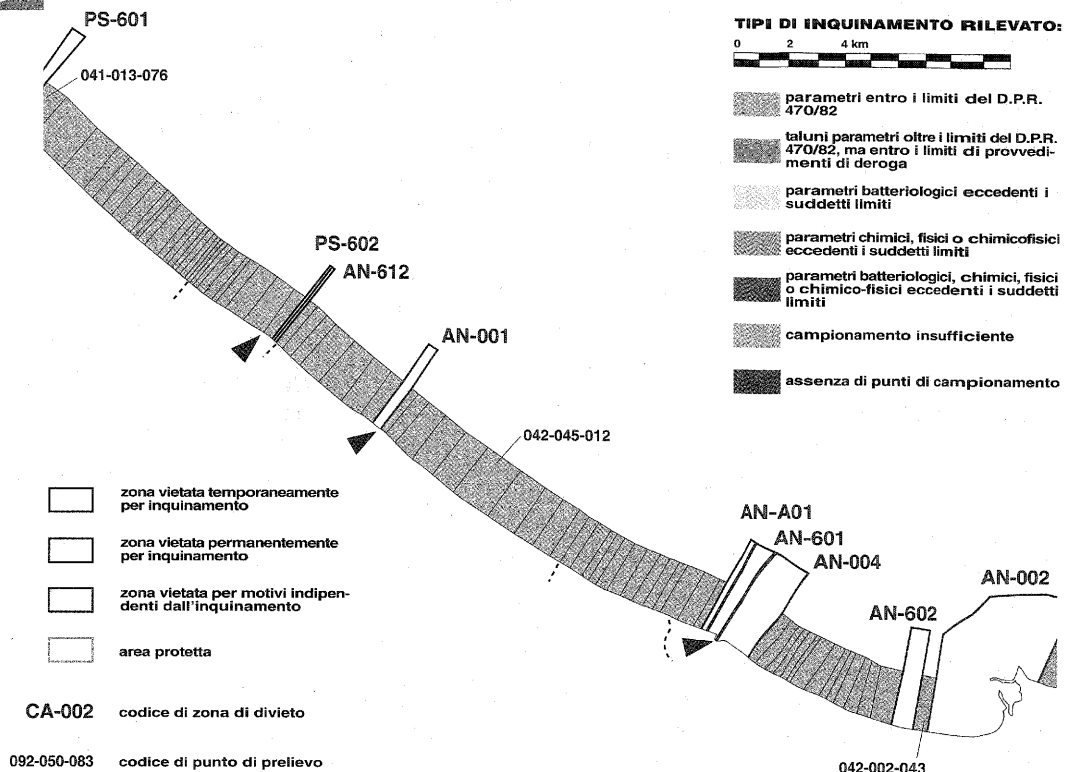 PS-601
041-013-076
PS-602
AN-612
AN-001
042-045-012
AN-A01
AN-601
AN-004
AN-002
AN-602
042-002-043
TIPI DI INQUINAMENTO RILEVATO:
0 2 4 km
parametri entro i limiti del D.P.R.
470/82
taluni parametri oltre i limiti del D.P.R.
470/82, ma entro i limiti di provvedi-
menti di deroga
parametri batteriologici eccedenti i
suddetti limiti
parametri chimici, fisici o chimicofisici
eccedenti i suddetti limiti
parametri batteriologici, chimici, fisici
o chimico-fisici eccedenti i suddetti
limiti
campionamento insufficiente
assenza di punti di campionamento
zona vietata temporaneamente
per inquinamento
zona vietata permanentemente
per inquinamento
zona vietata per motivi indipen-
denti dall'inquinamento
area protetta
CA-002 codice di zona di divieto
092-050-083 codice di punto di prelievo